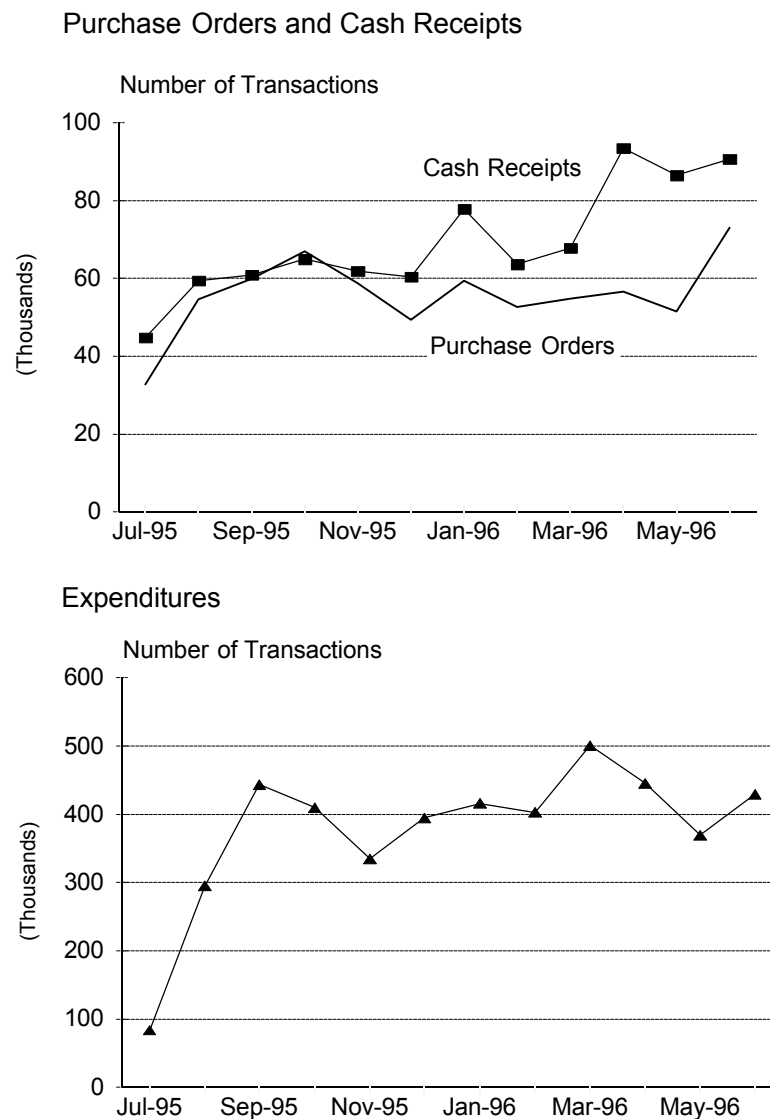 Purchase Orders and Cash Receipts
Number of Transactions
100
80
60
40
20
0
(Thousands)
Cash Receipts
Purchase Orders
Jul-95 Sep-95 Nov-95 Jan-96 Mar-96 May-96
Expenditures
Number of Transactions
600
500
400
300
200
100
0
(Thousands)
Jul-95 Sep-95 Nov-95 Jan-96 Mar-96 May-96